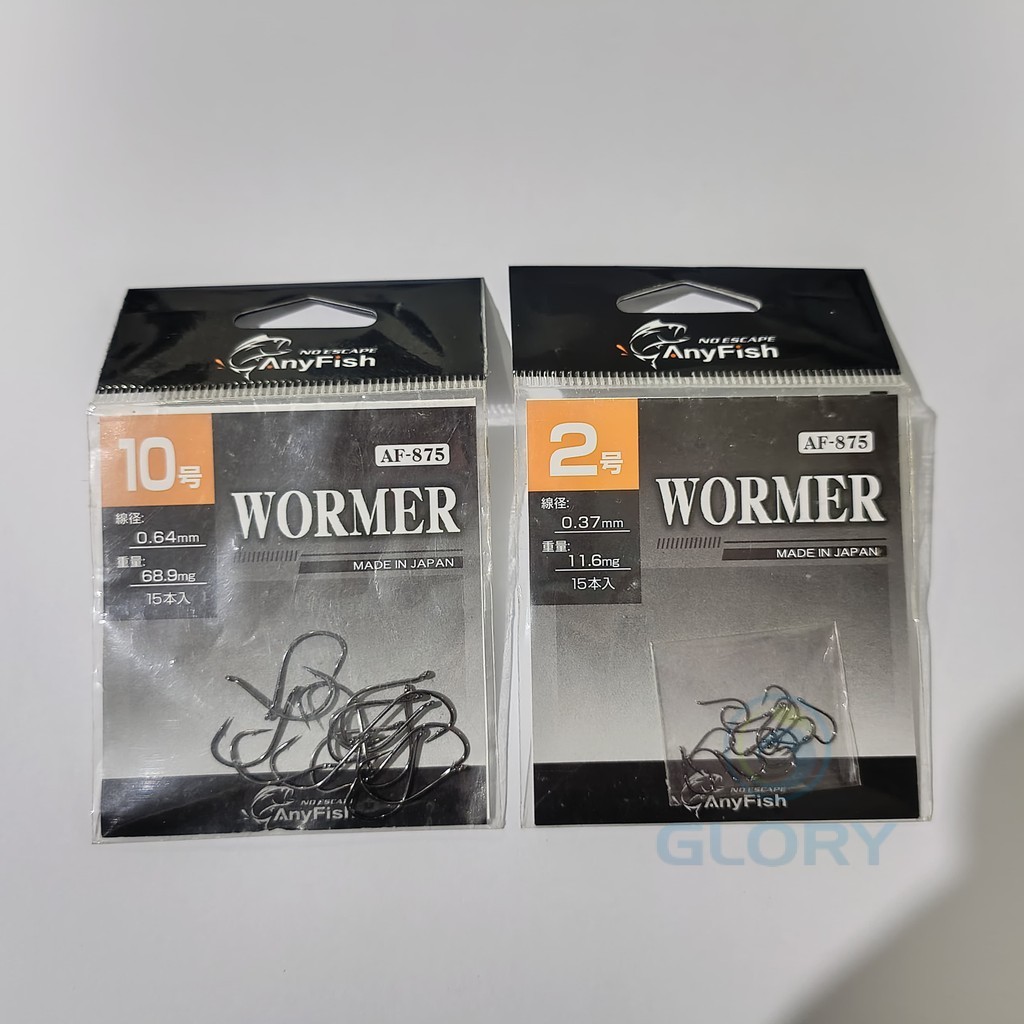 NO ESCAPE
AnyFish
10号
AF-875
WORMER
MADE IN JAPAN
線径:
0.64mm
重量:
68.9mg
15本入
NO ESCAPE
AnyFish
NO ESCAPE
AnyFish
2号
AF-875
WORMER
MADE IN JAPAN
線径:
0.37mm
重量:
11.6mg
15本入
NO ESCAPE
AnyFish
GLORY